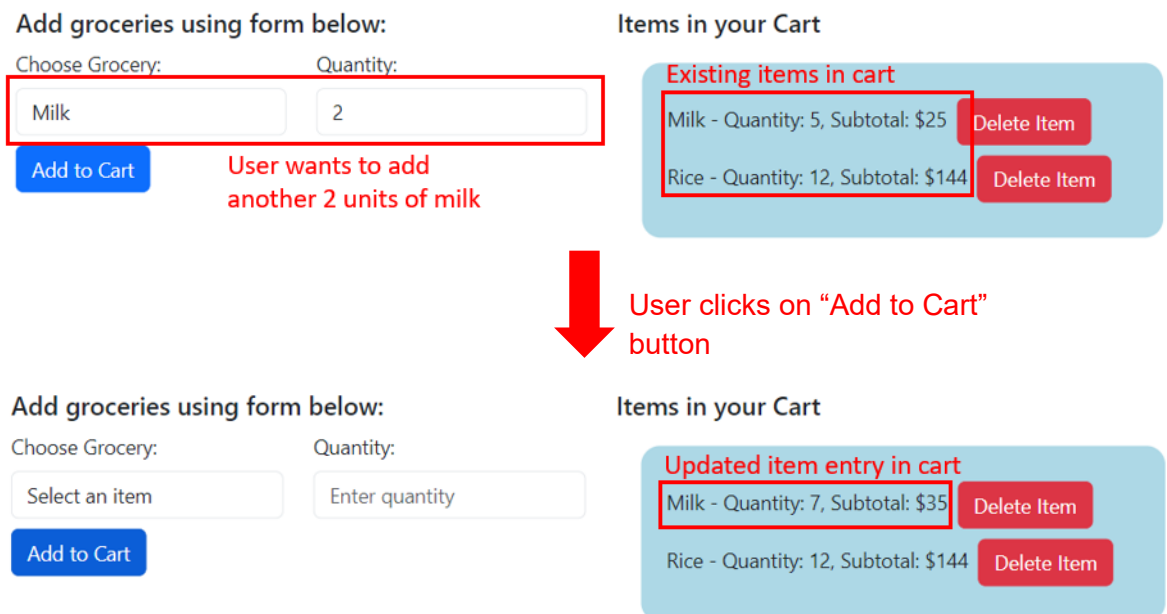 Add groceries using form below:
Items in your Cart
Choose Grocery:
Quantity:
Existing items in cart
Milk
2
Milk - Quantity: 5, Subtotal: $25
Delete Item
Add to Cart
User wants to add
another 2 units of milk
Rice - Quantity: 12, Subtotal: $144
Delete Item
User clicks on “Add to Cart”
button
Add groceries using form below:
Items in your Cart
Choose Grocery:
Quantity:
Updated item entry in cart
Select an item
Enter quantity
Milk - Quantity: 7, Subtotal: $35
Delete Item
Add to Cart
Rice - Quantity: 12, Subtotal: $144
Delete Item